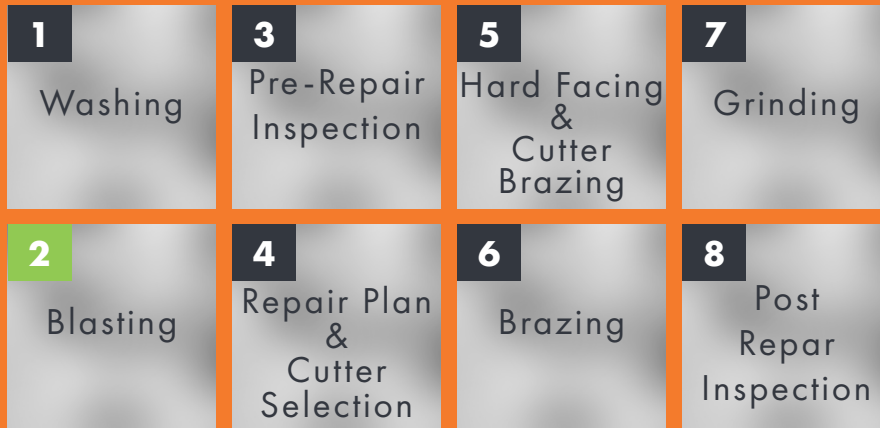 1
Washing
2
Blasting
3
Pre-Repair
Inspection
4
Repair Plan
&
Cutter
Selection
5
Hard Facing
&
Cutter
Brazing
6
Brazing
7
Grinding
8
Post
Repar
Inspection